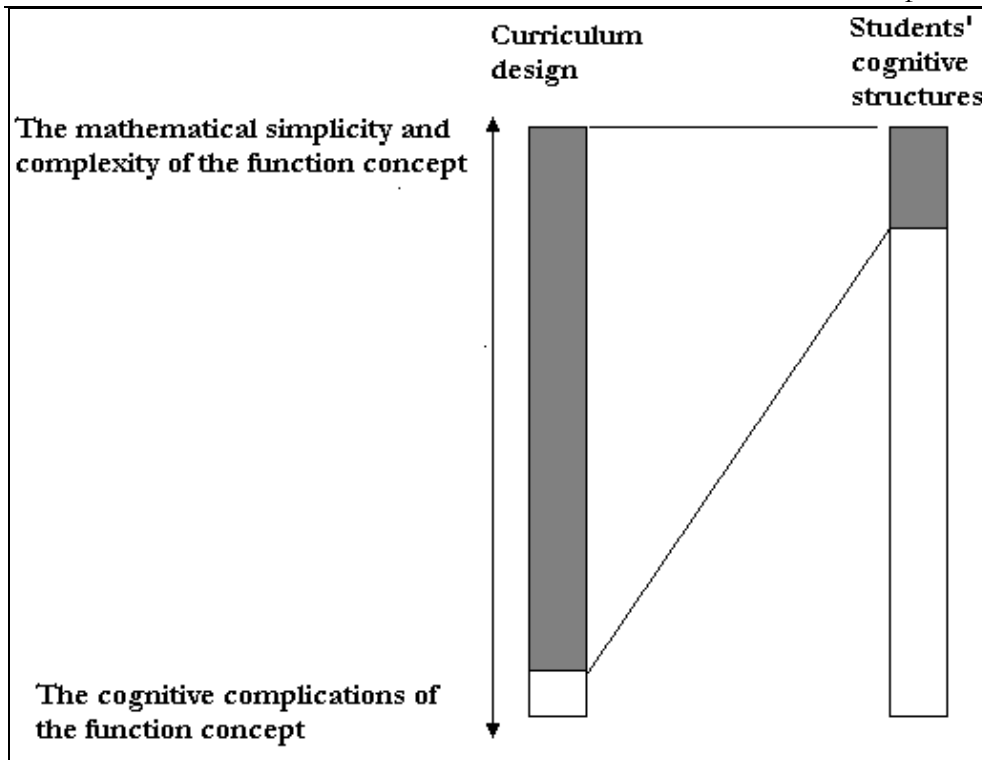 Curriculum
design
Students'
cognitive
structures
The mathematical simplicity and
complexity of the function concept
The cognitive complications of
the function concept